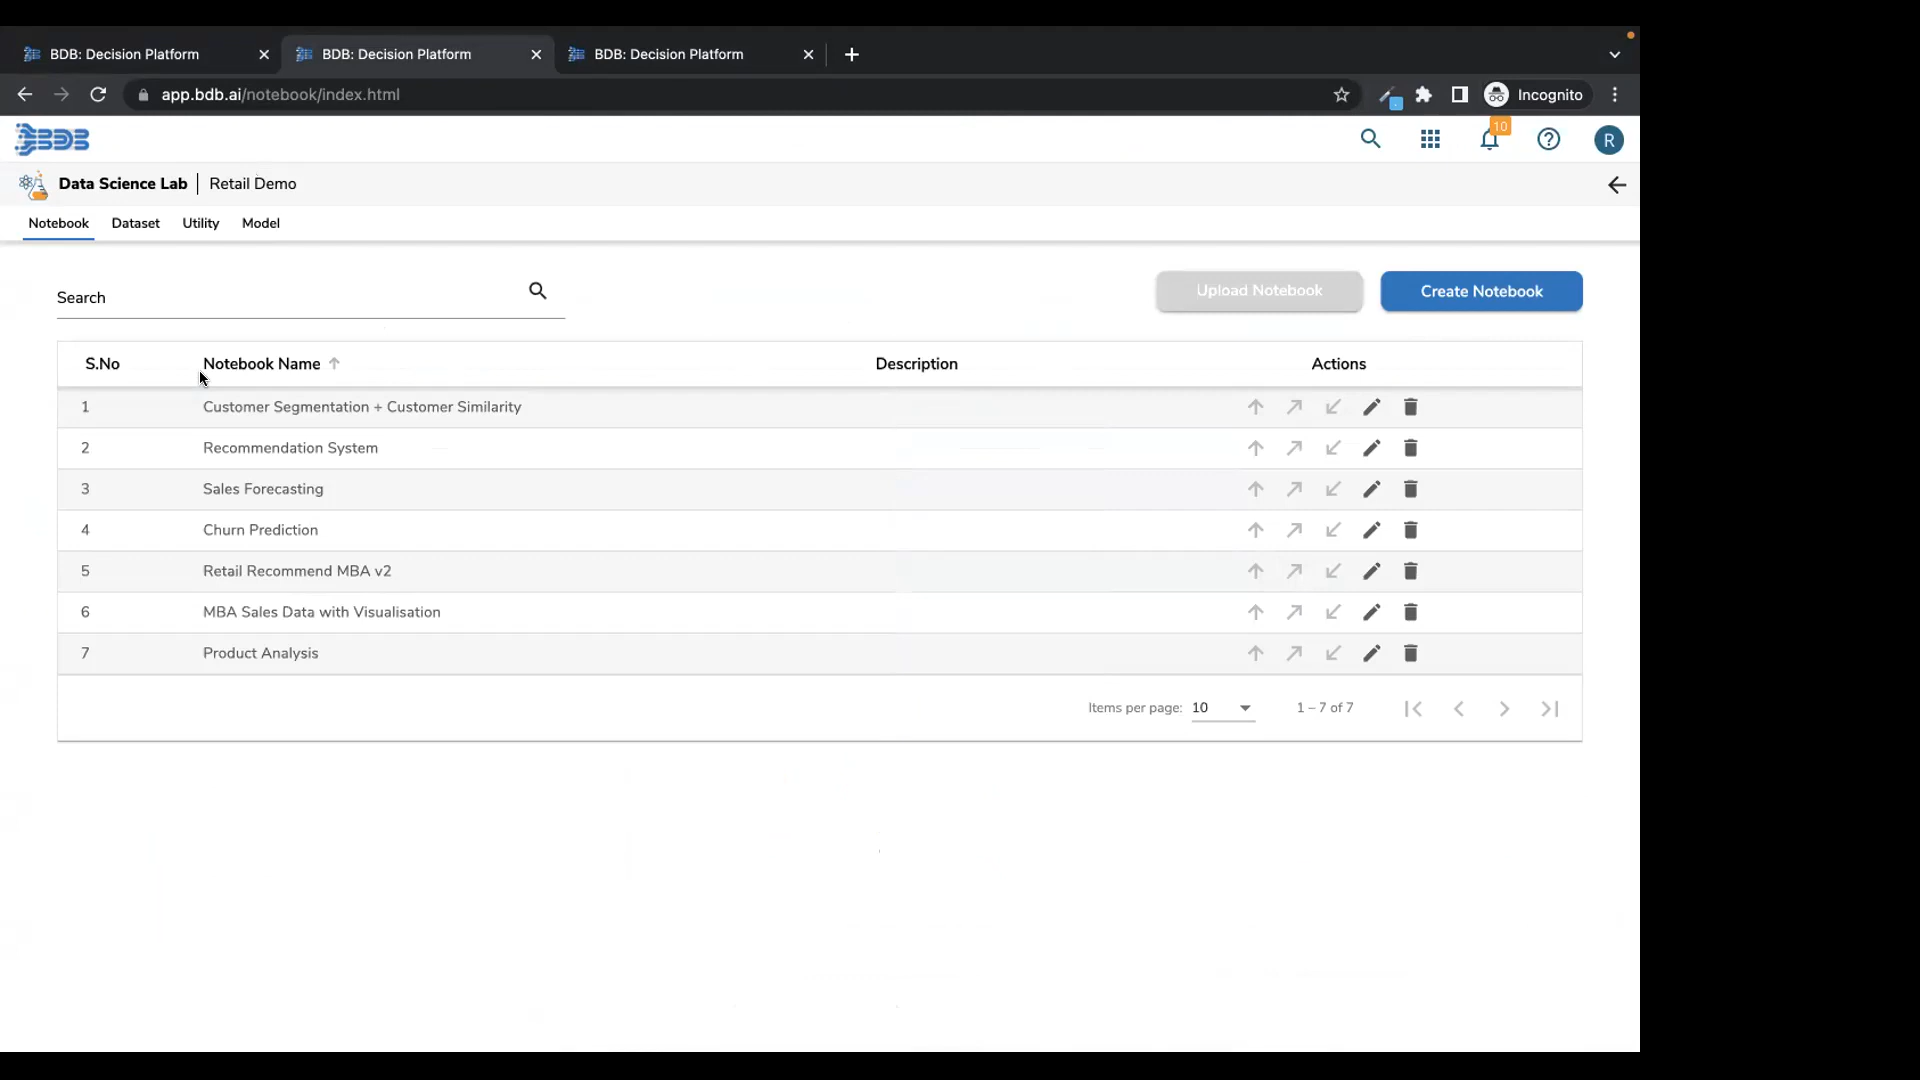 BDB: Decision Platform BDB: Decision Platform BDB: Decision Platform
app.bdb.ai/notebook/index.html Incognito
BDB 10 R
Data Science Lab | Retail Demo
Notebook Dataset Utility Model
Search Upload Notebook Create Notebook
S.No Notebook Name Description Actions
1 Customer Segmentation + Customer Similarity
2 Recommendation System
3 Sales Forecasting
4 Churn Prediction
5 Retail Recommend MBA v2
6 MBA Sales Data with Visualisation
7 Product Analysis
Items per page: 10 1 – 7 of 7